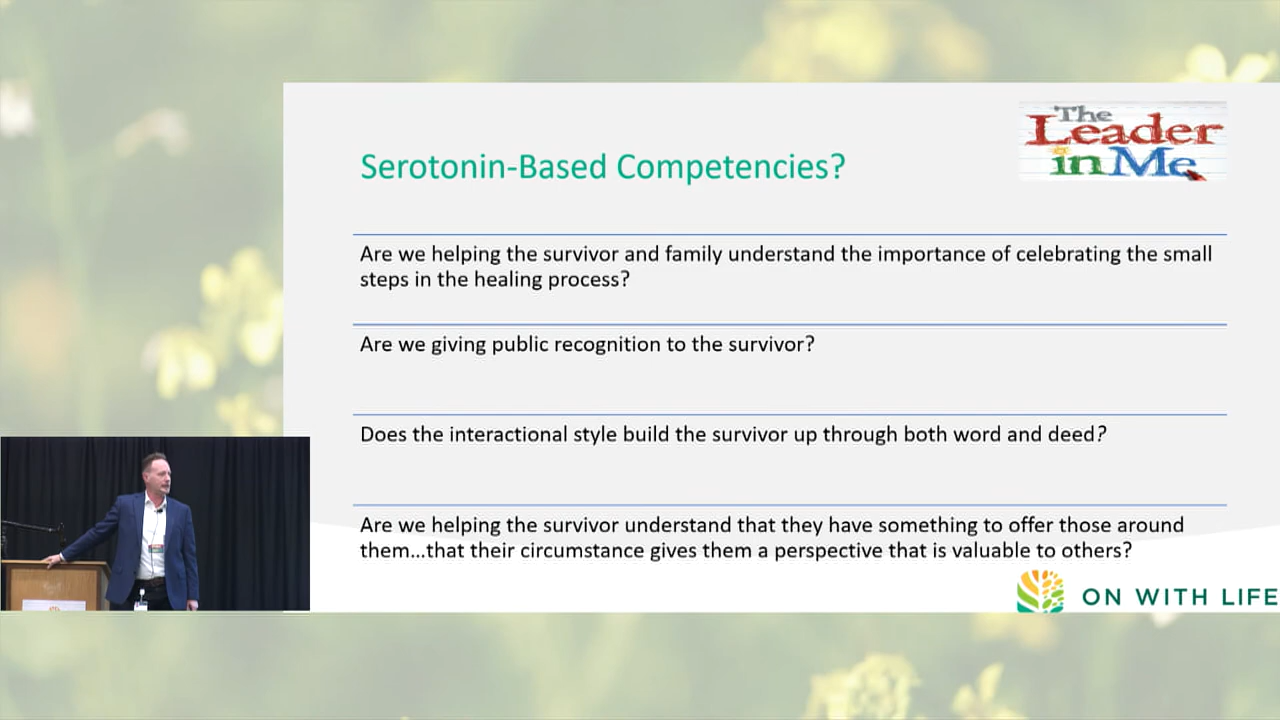 The
Leader
in Me
Serotonin-Based Competencies?
Are we helping the survivor and family understand the importance of celebrating the small
steps in the healing process?
Are we giving public recognition to the survivor?
Does the interactional style build the survivor up through both word and deed?
Are we helping the survivor understand that they have something to offer those around
them...that their circumstance gives them a perspective that is valuable to others?
ON WITH LIFE